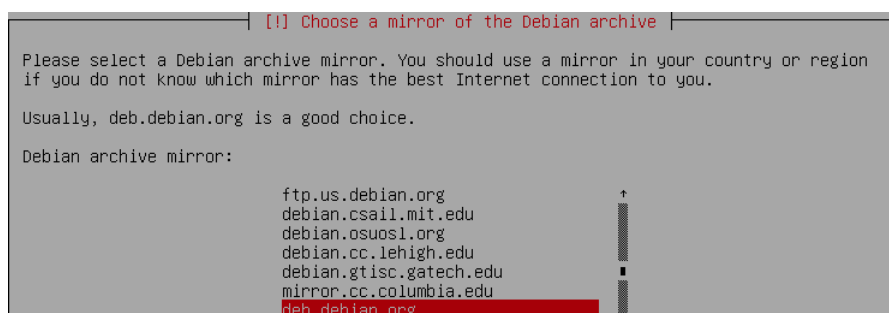 [!] Choose a mirror of the Debian archive
Please select a Debian archive mirror. You should use a mirror in your country or region
if you do not know which mirror has the best Internet connection to you.
Usually, deb.debian.org is a good choice.
Debian archive mirror:
ftp.us.debian.org
debian.csail.mit.edu
debian.osuosl.org
debian.cc.lehigh.edu
debian.gtisc.gatech.edu
mirror.cc.columbia.edu
deb.debian.org